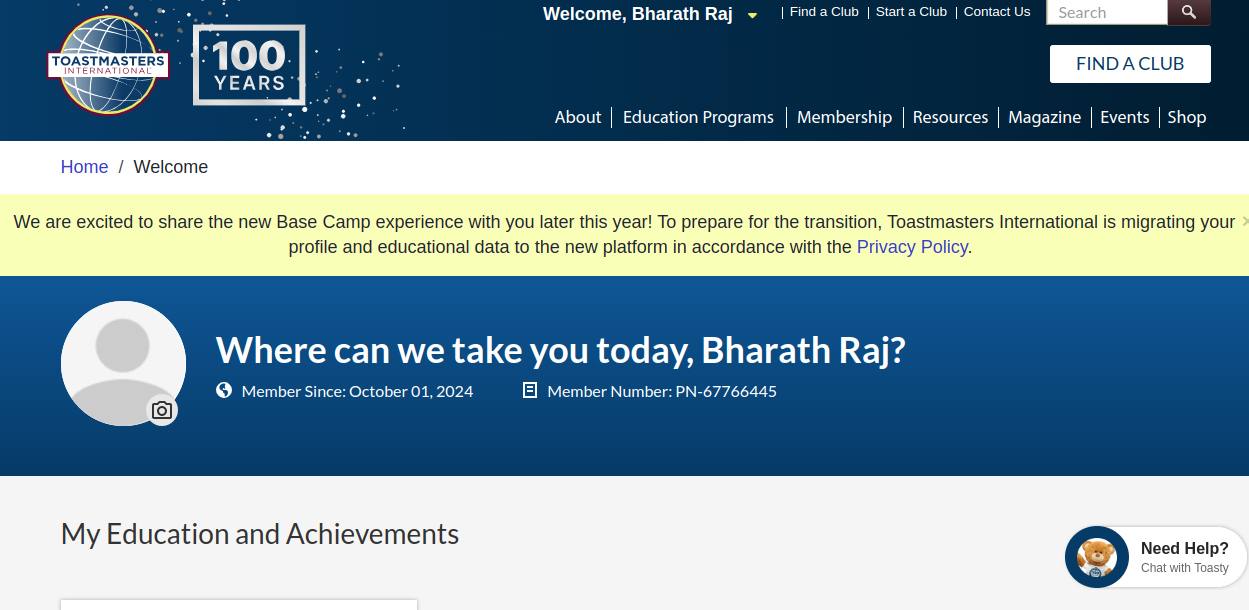 Welcome, Bharath Raj
Find a Club
Start a Club
Contact Us
Search
TOASTMASTERS
INTERNATIONAL
100
YEARS
FIND A CLUB
About
Education Programs
Membership
Resources
Magazine
Events
Shop
Home / Welcome
We are excited to share the new Base Camp experience with you later this year! To prepare for the transition, Toastmasters International is migrating your
profile and educational data to the new platform in accordance with the Privacy Policy.
Where can we take you today, Bharath Raj?
Member Since: October 01, 2024
Member Number: PN-67766445
My Education and Achievements
Need Help?
Chat with Toasty